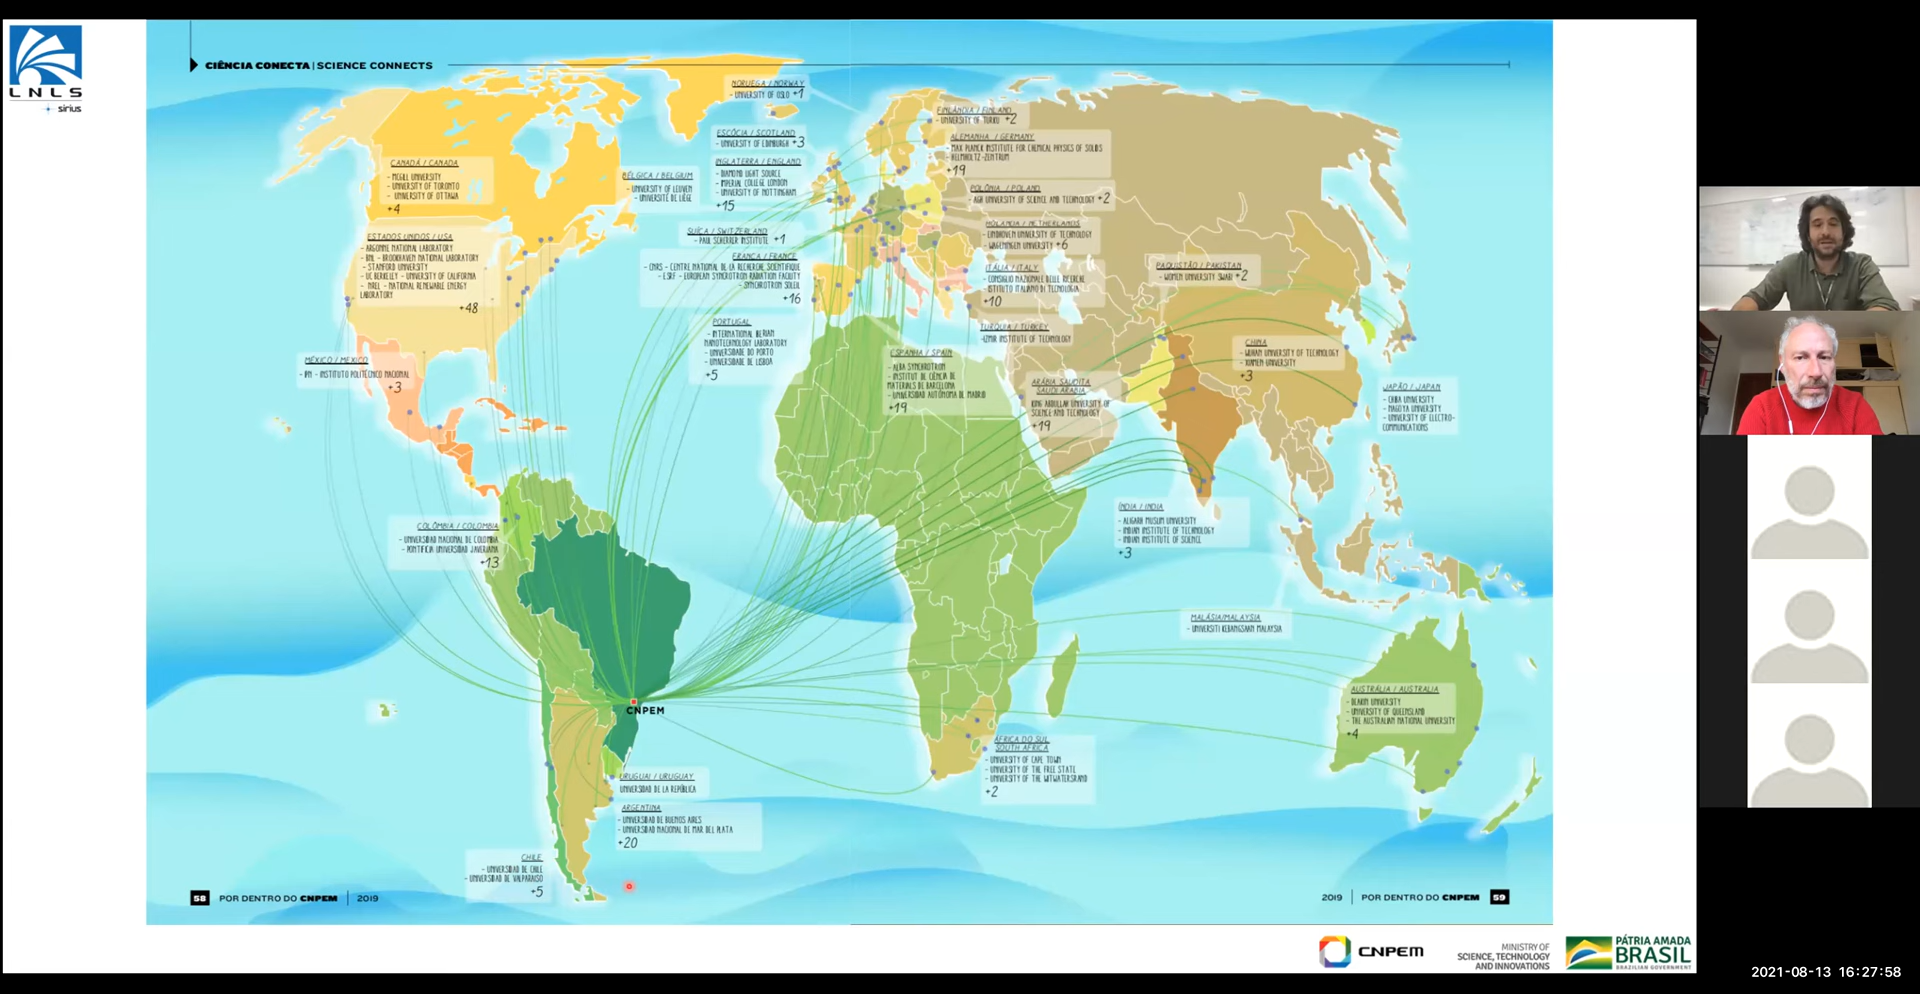 LNLS
sirius
CIÊNCIA CONECTA | SCIENCE CONNECTS
NORUEGA / NORWAY
- UNIVERSITY OF OSLO +1
FINLÂNDIA / FINLAND
- UNIVERSITY OF TURKU +2
ESCÓCIA / SCOTLAND
- UNIVERSITY OF EDINBURGH +3
ALEMANHA / GERMANY
MAX PLANCK INSTITUTE FOR CHEMICAL PHYSICS OF SOLIDS
- HELMHOLTZ-ZENTRUM
+19
CANADÁ / CANADA
- MCGILL UNIVERSITY
- UNIVERSITY OF TORONTO
- UNIVERSITY OF OTTAWA
+4
BÉLGICA / BELGIUM
- UNIVERSITY OF LEUVEN
- UNIVERSITÉ DE LIÈGE
INGLATERRA / ENGLAND
- DIAMOND LIGHT SOURCE
- IMPERIAL COLLEGE LONDON
- UNIVERSITY OF NOTTINGHAM
+15
POLÔNIA / POLAND
- AGH UNIVERSITY OF SCIENCE AND TECHNOLOGY +2
HOLANDA / NETHERLANDS
- EINDHOVEN UNIVERSITY OF TECHNOLOGY
- WAGENINGEN UNIVERSITY +6
SUÍÇA / SWITZERLAND
- PAUL SCHERRER INSTITUTE +1
ESTADOS UNIDOS / USA
- ARGONNE NATIONAL LABORATORY
- BNL - BROOKHAVEN NATIONAL LABORATORY
- STANFORD UNIVERSITY
- UC BERKELEY - UNIVERSITY OF CALIFORNIA
- NREL - NATIONAL RENEWABLE ENERGY
LABORATORY
+48
FRANÇA / FRANCE
- CNRS - CENTRE NATIONAL DE LA RECHERCHE SCIENTIFIQUE
- ESRF - EUROPEAN SYNCROTRON RADIATION FACILITY
- SYNCHROTRON SOLEIL
+16
ITÁLIA / ITALY
- CONSIGLIO NAZIONALE DELLE RICERCHE
- ISTITUTO ITALIANO DI TECNOLOGIA
+10
PAQUISTÃO / PAKISTAN
- WOMEN UNIVERSITY SWABI +2
PORTUGAL
- INTERNATIONAL IBERIAN
NANOTECHNOLOGY LABORATORY
- UNIVERSIDADE DO PORTO
- UNIVERSIDADE DE LISBOA
+5
TURQUIA / TURKEY
-IZMIR INSTITUTE OF TECHNOLOGY
ESPANHA / SPAIN
- ALBA SYNCHROTRON
- INSTITUT DE CIÊNCIA DE
MATERIALS DE BARCELONA
- UNIVERSIDAD AUTÓNOMA DE MADRID
+19
CHINA
- WUHAN UNIVERSITY OF TECHNOLOGY
- XIAMEN UNIVERSITY
+3
MÉXICO / MEXICO
- IPN - INSTITUTO POLITÉCNICO NACIONAL
+3
ARÁBIA SAUDITA
SAUDI ARABIA
KING ABDULLAH UNIVERSITY OF
SCIENCE AND TECHNOLOGY
+19
JAPÃO / JAPAN
- CHIBA UNIVERSITY
- NAGOYA UNIVERSITY
- UNIVERSITY OF ELECTRO-
COMMUNICATIONS
COLÔMBIA / COLOMBIA
- UNIVERSIDAD NACIONAL DE COLOMBIA
- PONTIFICIA UNIVERSIDAD JAVERIANA
+13
ÍNDIA / INDIA
- ALIGARH MUSLIM UNIVERSITY
- INDIAN INSTITUTE OF TECHNOLOGY
- INDIAN INSTITUTE OF SCIENCE
+3
MALÁSIA/MALAYSIA
- UNIVERSITI KEBANGSAAN MALAYSIA
AUSTRÁLIA / AUSTRALIA
- DEAKIN UNIVERSITY
- UNIVERSITY OF QUEENSLAND
- THE AUSTRALIAN NATIONAL UNIVERSITY
+4
CNPEM
ÁFRICA DO SUL
SOUTH AFRICA
- UNIVERSITY OF CAPE TOWN
- UNIVERSITY OF THE FREE STATE
- UNIVERSITY OF THE WITWATERSRAND
+2
URUGUAI / URUGUAY
UNIVERSIDAD DE LA REPÚBLICA
ARGENTINA
- UNIVERSIDAD DE BUENOS AIRES
- UNIVERSIDAD NACIONAL DE MAR DEL PLATA
+20
CHILE
- UNIVERSIDAD DE CHILE
- UNIVERSIDAD DE VALPARAÍSO
+5
58 POR DENTRO DO CNPEM | 2019
2019 | POR DENTRO DO CNPEM 59
CNPEM
MINISTRY OF
SCIENCE, TECHNOLOGY
AND INNOVATIONS
PÁTRIA AMADA
BRASIL
BRAZILIAN GOVERNMENT
2021-08-13 16:27:58